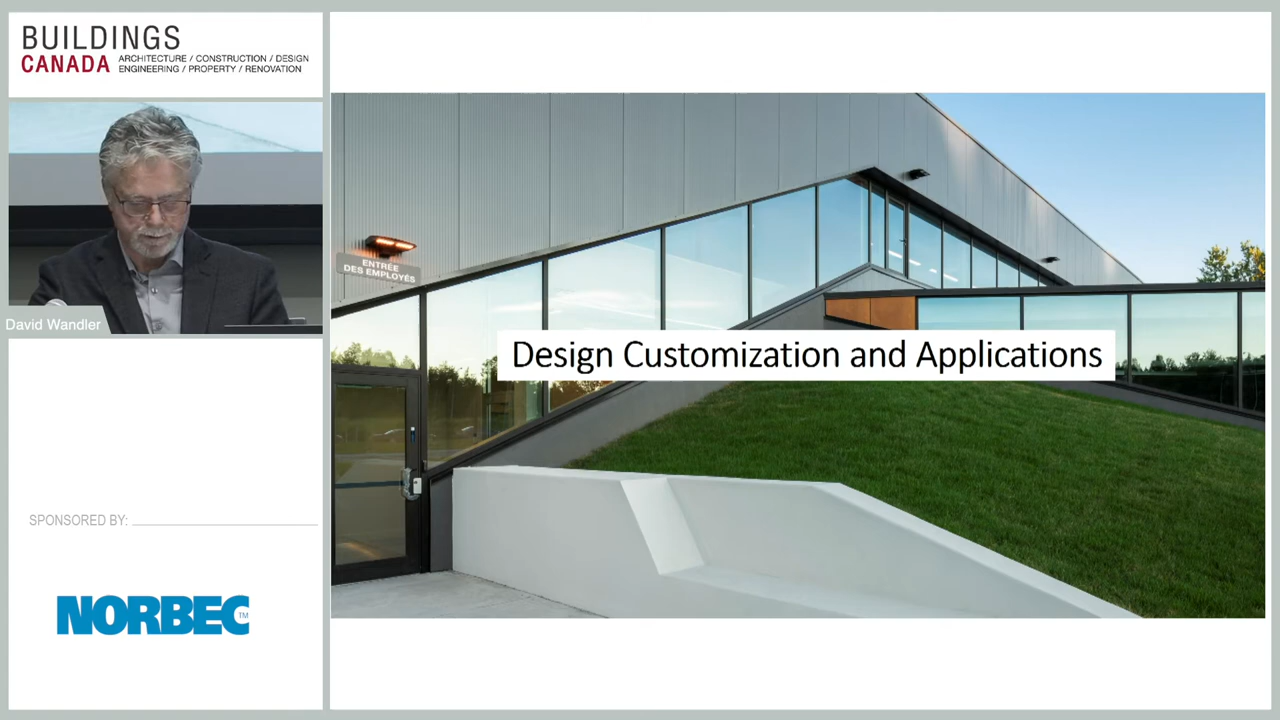 BUILDINGS
CANADA
ARCHITECTURE / CONSTRUCTION / DESIGN
ENGINEERING / PROPERTY / RENOVATION
David Wandler
SPONSORED BY:
NORBEC™
ENTRÉE
DES EMPLOYÉS
Design Customization and Applications